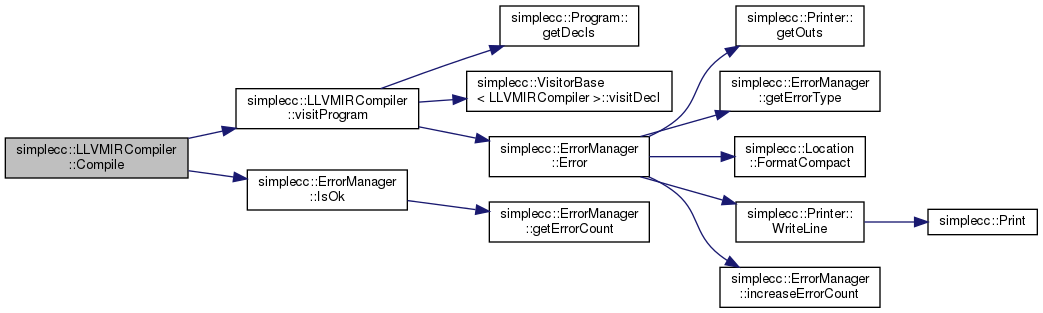 simplecc::LLVMIRCompiler
::Compile
simplecc::LLVMIRCompiler
::visitProgram
simplecc::ErrorManager
::IsOk
simplecc::Program::
getDecls
simplecc::VisitorBase
< LLVMIRCompiler >::visitDecl
simplecc::ErrorManager
::Error
simplecc::ErrorManager
::getErrorCount
simplecc::Printer::
getOuts
simplecc::ErrorManager
::getErrorType
simplecc::Location
::FormatCompact
simplecc::Printer::
WriteLine
simplecc::ErrorManager
::increaseErrorCount
simplecc::Print